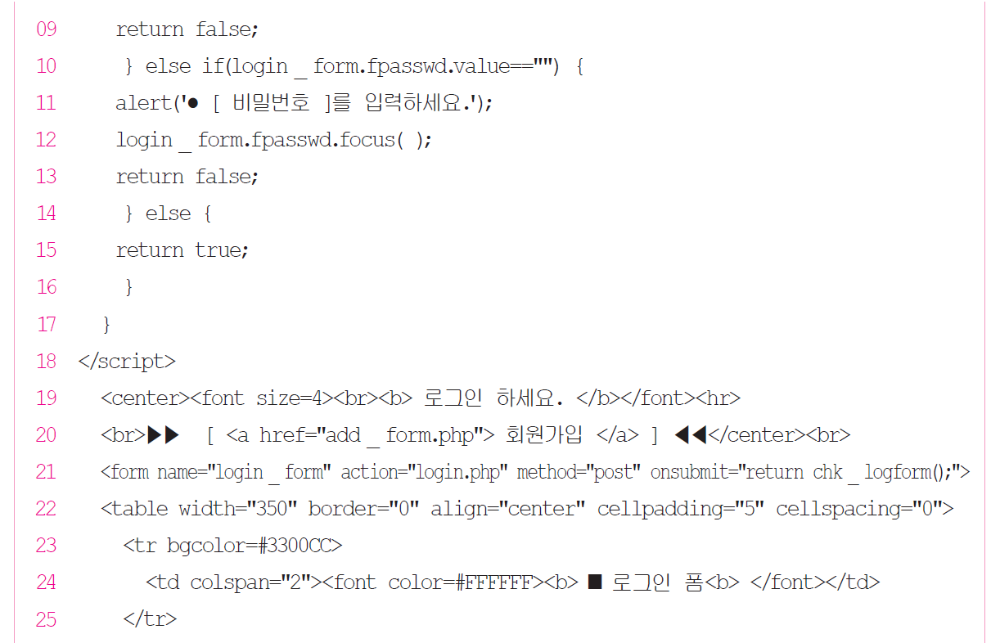 09 return false;
10 } else if(login _ form.fpasswd.value=="") {
11 alert('● [ 비밀번호 ]를 입력하세요.');
12 login _ form.fpasswd.focus( );
13 return false;
14 } else {
15 return true;
16 }
17 }
18 </script>
19 <center><font size=4><br><b> 로그인 하세요. </b></font><hr>
20 <br>▶▶ [ <a href="add _ form.php"> 회원가입 </a> ] ◀◀</center><br>
21 <form name="login _ form" action="login.php" method="post" onsubmit="return chk _ logform();">
22 <table width="350" border="0" align="center" cellpadding="5" cellspacing="0">
23 <tr bgcolor=#3300CC>
24 <td colspan="2"><font color=#FFFFFF><b> ■ 로그인 폼<b> </font></td>
25 </tr>